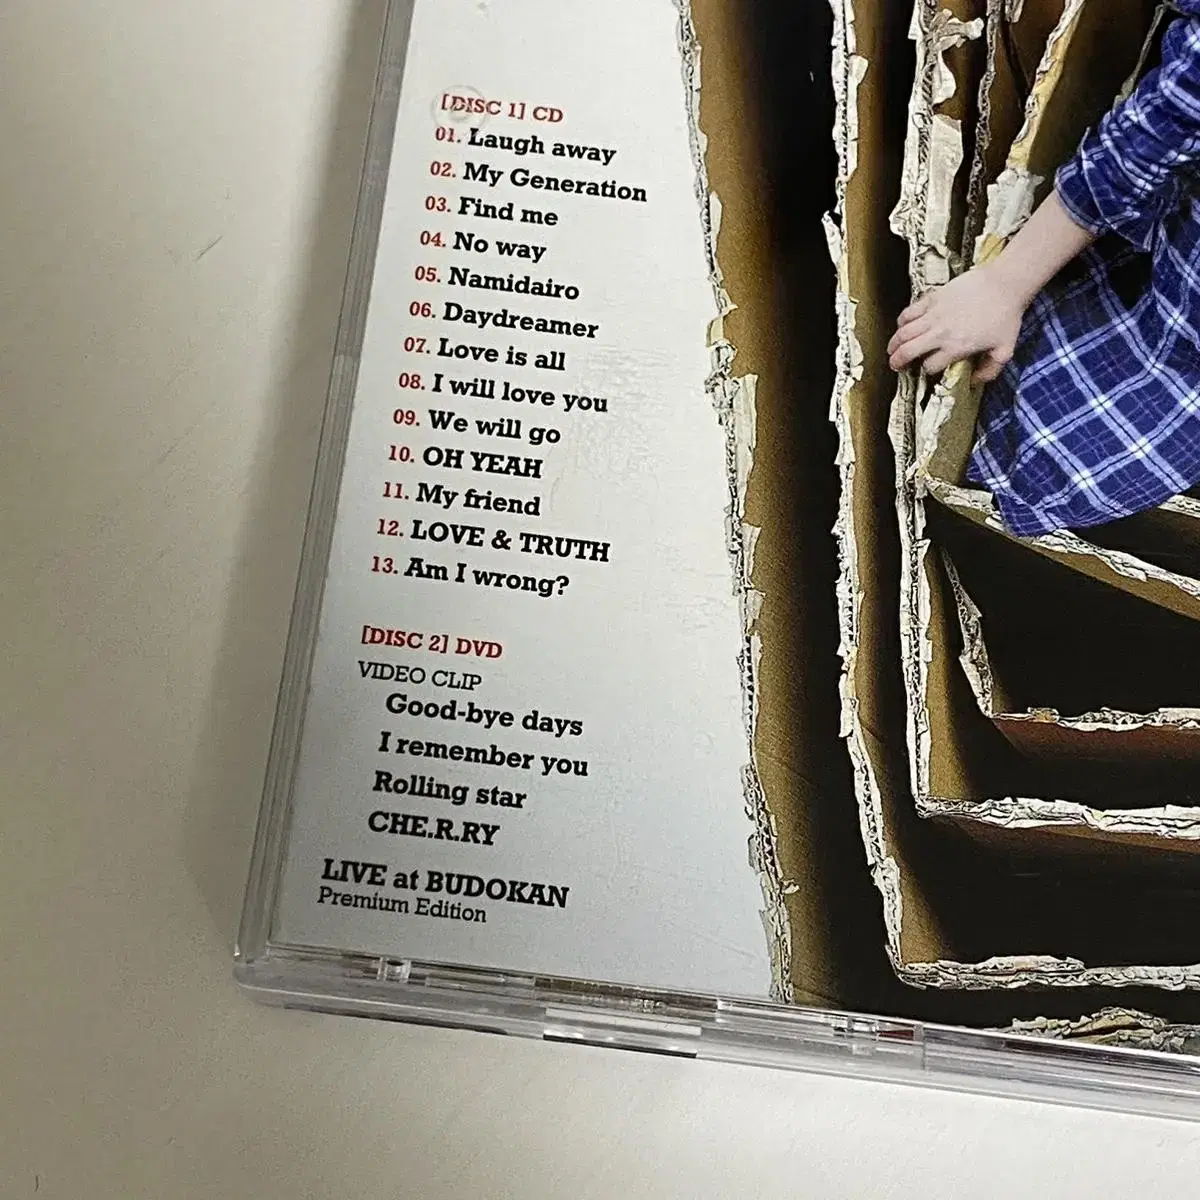 [DISC 1] CD
01. Laugh away
02. My Generation
03. Find me
04. No way
05. Namidairo
06. Daydreamer
07. Love is all
08. I will love you
09. We will go
10. OH YEAH
11. My friend
12. LOVE & TRUTH
13. Am I wrong?
[DISC 2] DVD
VIDEO CLIP
Good-bye days
I remember you
Rolling star
CHE.R.RY
LIVE at BUDOKAN
Premium Edition